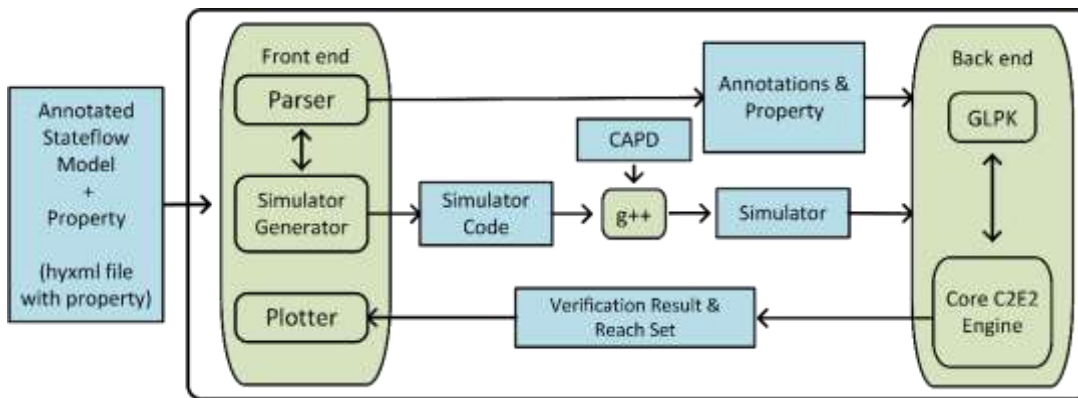 Annotated
Stateflow
Model
+
Property
(hyxml file
with property)
Front end
Parser
Simulator
Generator
Plotter
Simulator
Code
CAPD
g++
Annotations &
Property
Simulator
Verification Result &
Reach Set
Back end
GLPK
Core C2E2
Engine